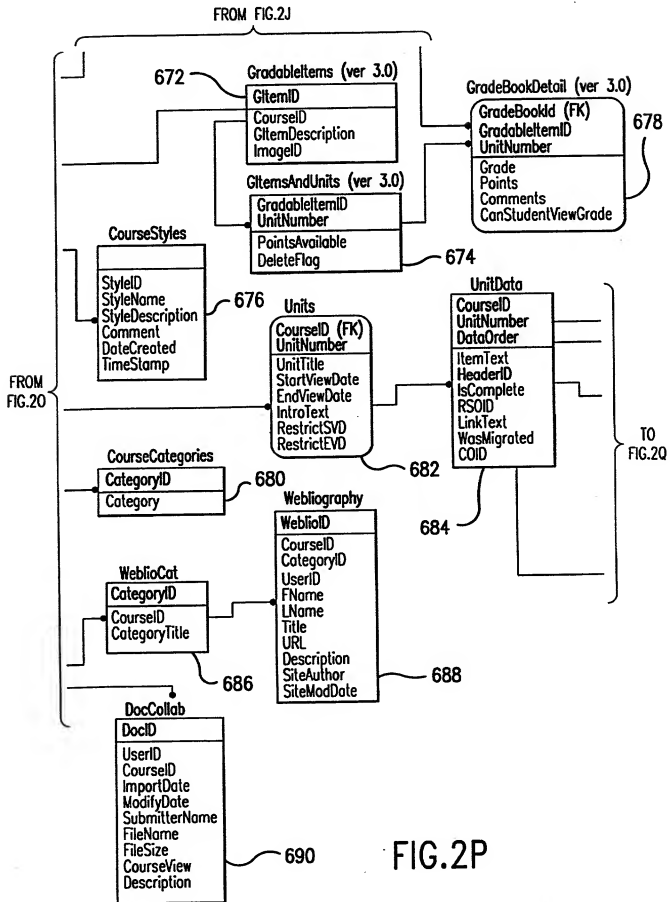 FROM FIG.2J
672
GradableItems (ver 3.0)
GItemID
CourseID
GItemDescription
ImageID
GradeBookDetail (ver 3.0)
GradeBookId (FK)
GradableItemID
UnitNumber
Grade
Points
Comments
CanStudentViewGrade
678
GItemsAndUnits (ver 3.0)
GradableItemID
UnitNumber
PointsAvailable
DeleteFlag
674
CourseStyles
StyleID
StyleName
StyleDescription
Comment
DateCreated
TimeStamp
676
Units
CourseID (FK)
UnitNumber
UnitTitle
StartViewDate
EndViewDate
IntroText
RestrictSVD
RestrictEVD
682
UnitData
CourseID
UnitNumber
DataOrder
ItemText
HeaderID
IsComplete
RSOID
LinkText
WasMigrated
COID
684
FROM
FIG.2O
TO
FIG.2Q
CourseCategories
CategoryID
Category
680
Webliography
WeblioID
CourseID
CategoryID
UserID
FName
LName
Title
URL
Description
SiteAuthor
SiteModDate
688
WeblioCat
CategoryID
CourseID
CategoryTitle
686
DocCollab
DocID
UserID
CourseID
ImportDate
ModifyDate
SubmitterName
FileName
FileSize
CourseView
Description
690
FIG.2P